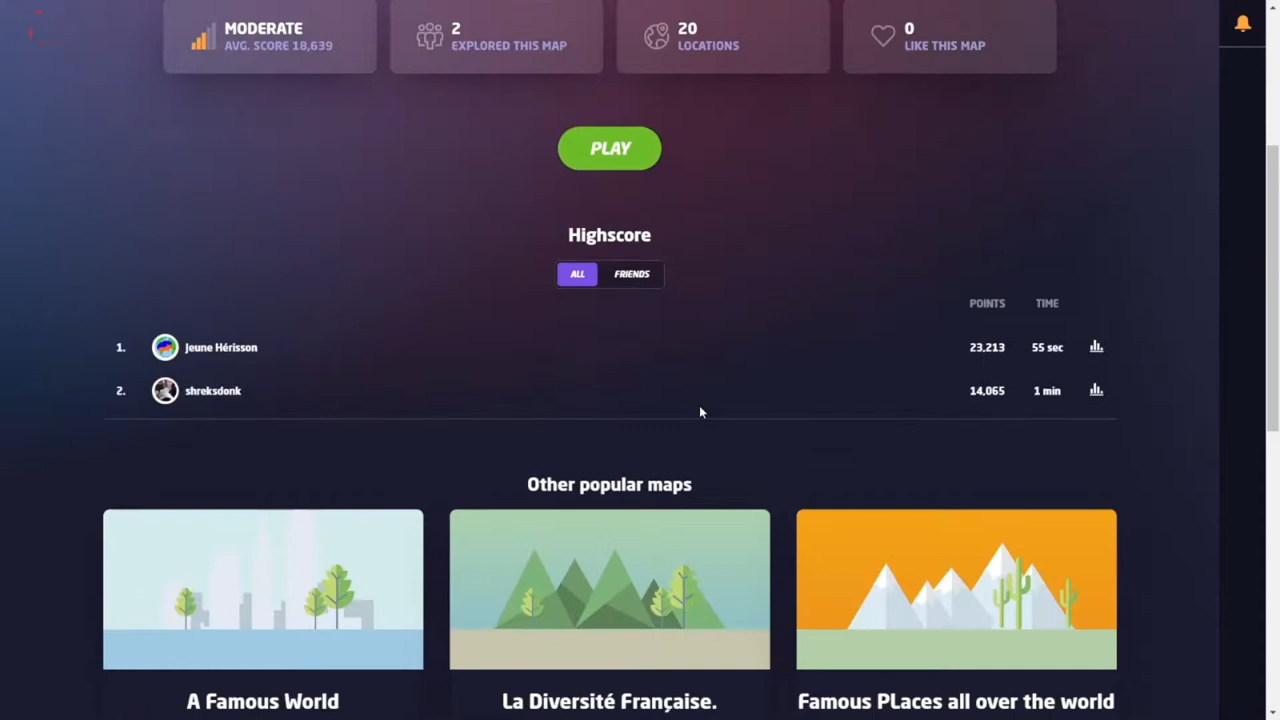 MODERATE
AVG. SCORE 18,639
2
EXPLORED THIS MAP
20
LOCATIONS
0
LIKE THIS MAP
PLAY
Highscore
ALL FRIENDS
POINTS TIME
1. Jeune Hérisson 23,213 55 sec
2. shreksdonk 14,065 1 min
Other popular maps
A Famous World
La Diversité Française.
Famous PLaces all over the world